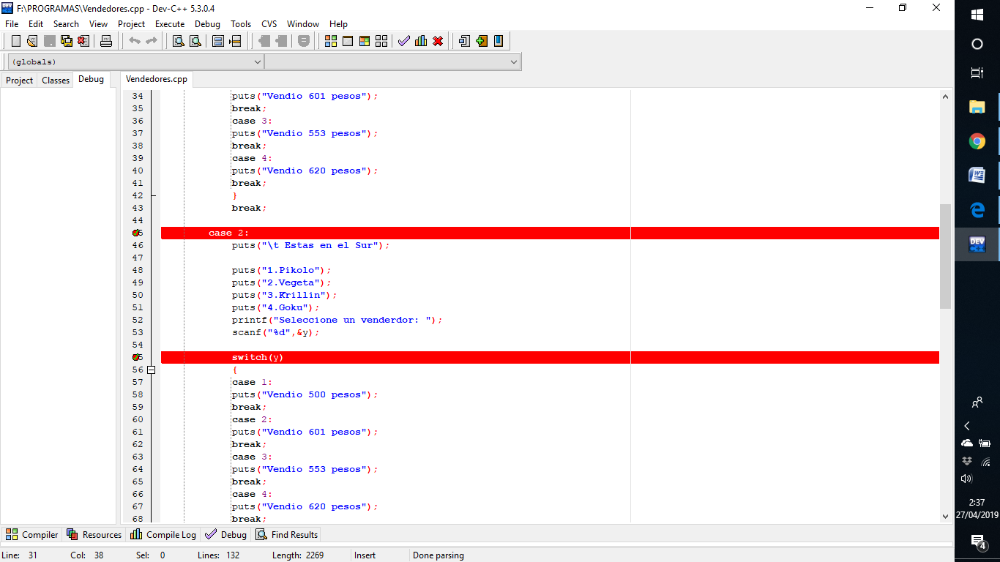 F:\PROGRAMAS\Vendedores.cpp - Dev-C++ 5.3.0.4
File Edit Search View Project Execute Debug Tools CVS Window Help
(globals)
Project Classes Debug
Vendedores.cpp
34 puts("Vendio 601 pesos");
35 break;
36 case 3:
37 puts("Vendio 553 pesos");
38 break;
39 case 4:
40 puts("Vendio 620 pesos");
41 break;
42 }
43 break;
44
case 2:
46 puts("\t Estas en el Sur");
47
48 puts("1.Pikolo");
49 puts("2.Vegeta");
50 puts("3.Krillin");
51 puts("4.Goku");
52 printf("Seleccione un venderdor: ");
53 scanf("%d",&y);
54
switch(y)
56 {
57 case 1:
58 puts("Vendio 500 pesos");
59 break;
60 case 2:
61 puts("Vendio 601 pesos");
62 break;
63 case 3:
64 puts("Vendio 553 pesos");
65 break;
66 case 4:
67 puts("Vendio 620 pesos");
68 break;
Compiler Resources Compile Log Debug Find Results
Line: 31 Col: 38 Sel: 0 Lines: 132 Length: 2269 Insert Done parsing
DEV
2:37
27/04/2019
4